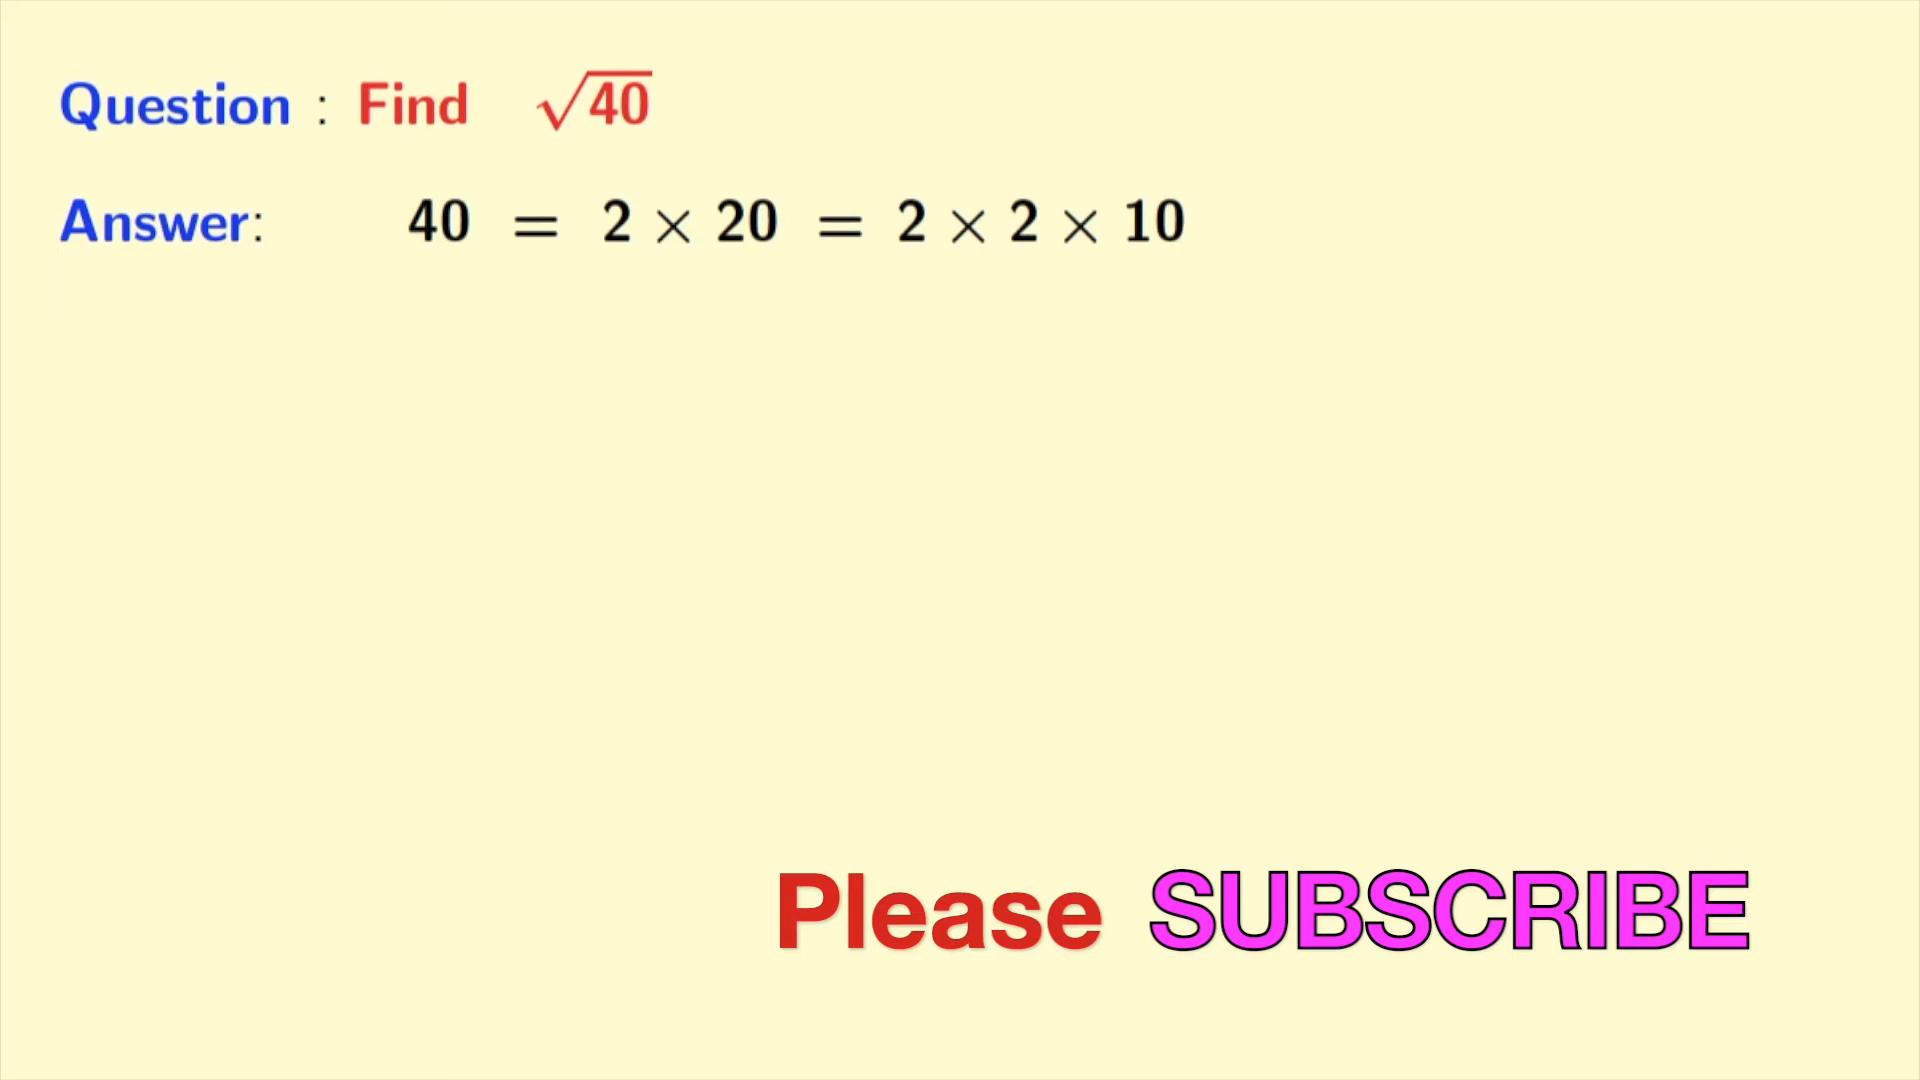 Question : Find √40
Answer: 40 = 2 × 20 = 2 × 2 × 10
Please SUBSCRIBE